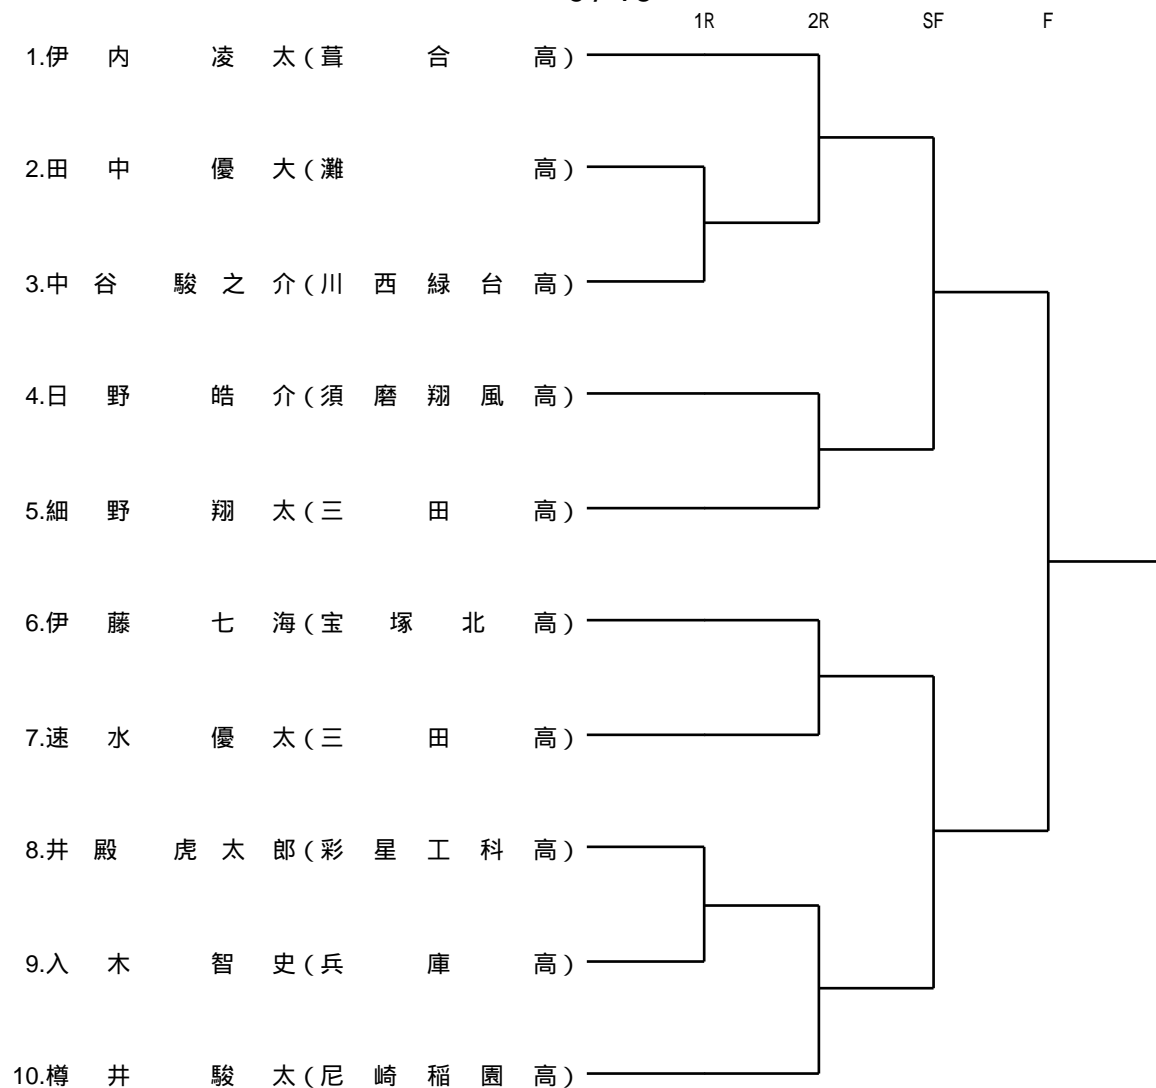 1R 2R SF F
1.伊 内 凌 太(葺 合 高)
2.田 中 優 大(灘 高)
3.中 谷 駿 之 介(川 西 緑 台 高)
4.日 野 皓 介(須 磨 翔 風 高)
5.細 野 翔 太(三 田 高)
6.伊 藤 七 海(宝 塚 北 高)
7.速 水 優 太(三 田 高)
8.井 殿 虎 太 郎(彩 星 工 科 高)
9.入 木 智 史(兵 庫 高)
10.樽 井 駿 太(尼 崎 稲 園 高)